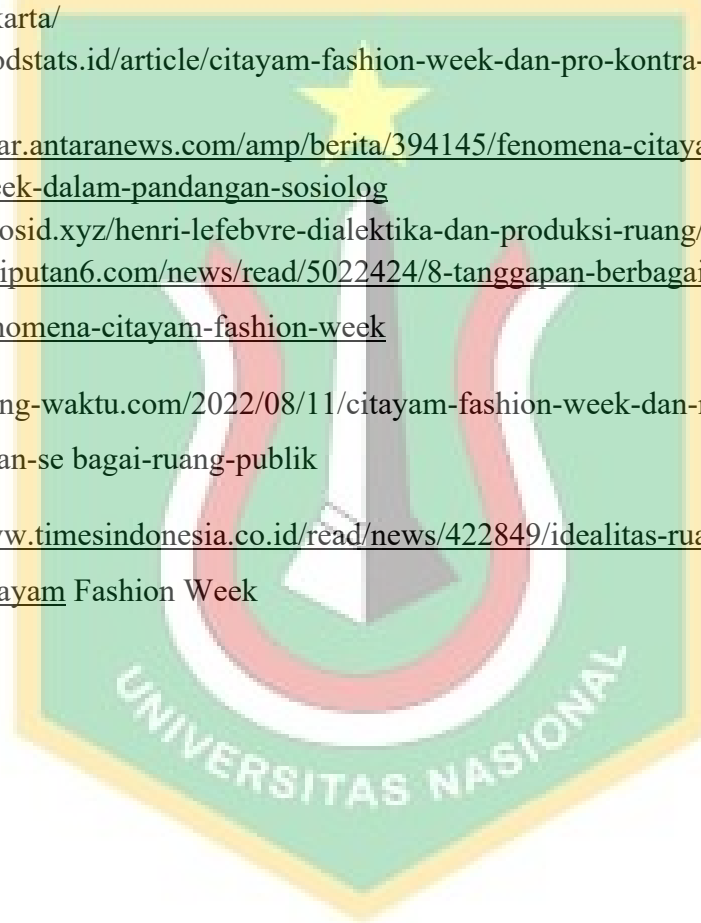 karta/
odstats.id/article/citayam-fashion-week-dan-pro-kontra-
ar.antaranews.com/amp/berita/394145/fenomena-citaya
eek-dalam-pandangan-sosiolog
osid.xyz/henri-lefebvre-dialektika-dan-produksi-ruang/
iputan6.com/news/read/5022424/8-tanggapan-berbagai
nomena-citayam-fashion-week
ng-waktu.com/2022/08/11/citayam-fashion-week-dan-
an-se bagai-ruang-publik
ww.timesindonesia.co.id/read/news/422849/idealitas-rua
ayam Fashion Week
UNIVERSITAS NASIONAL